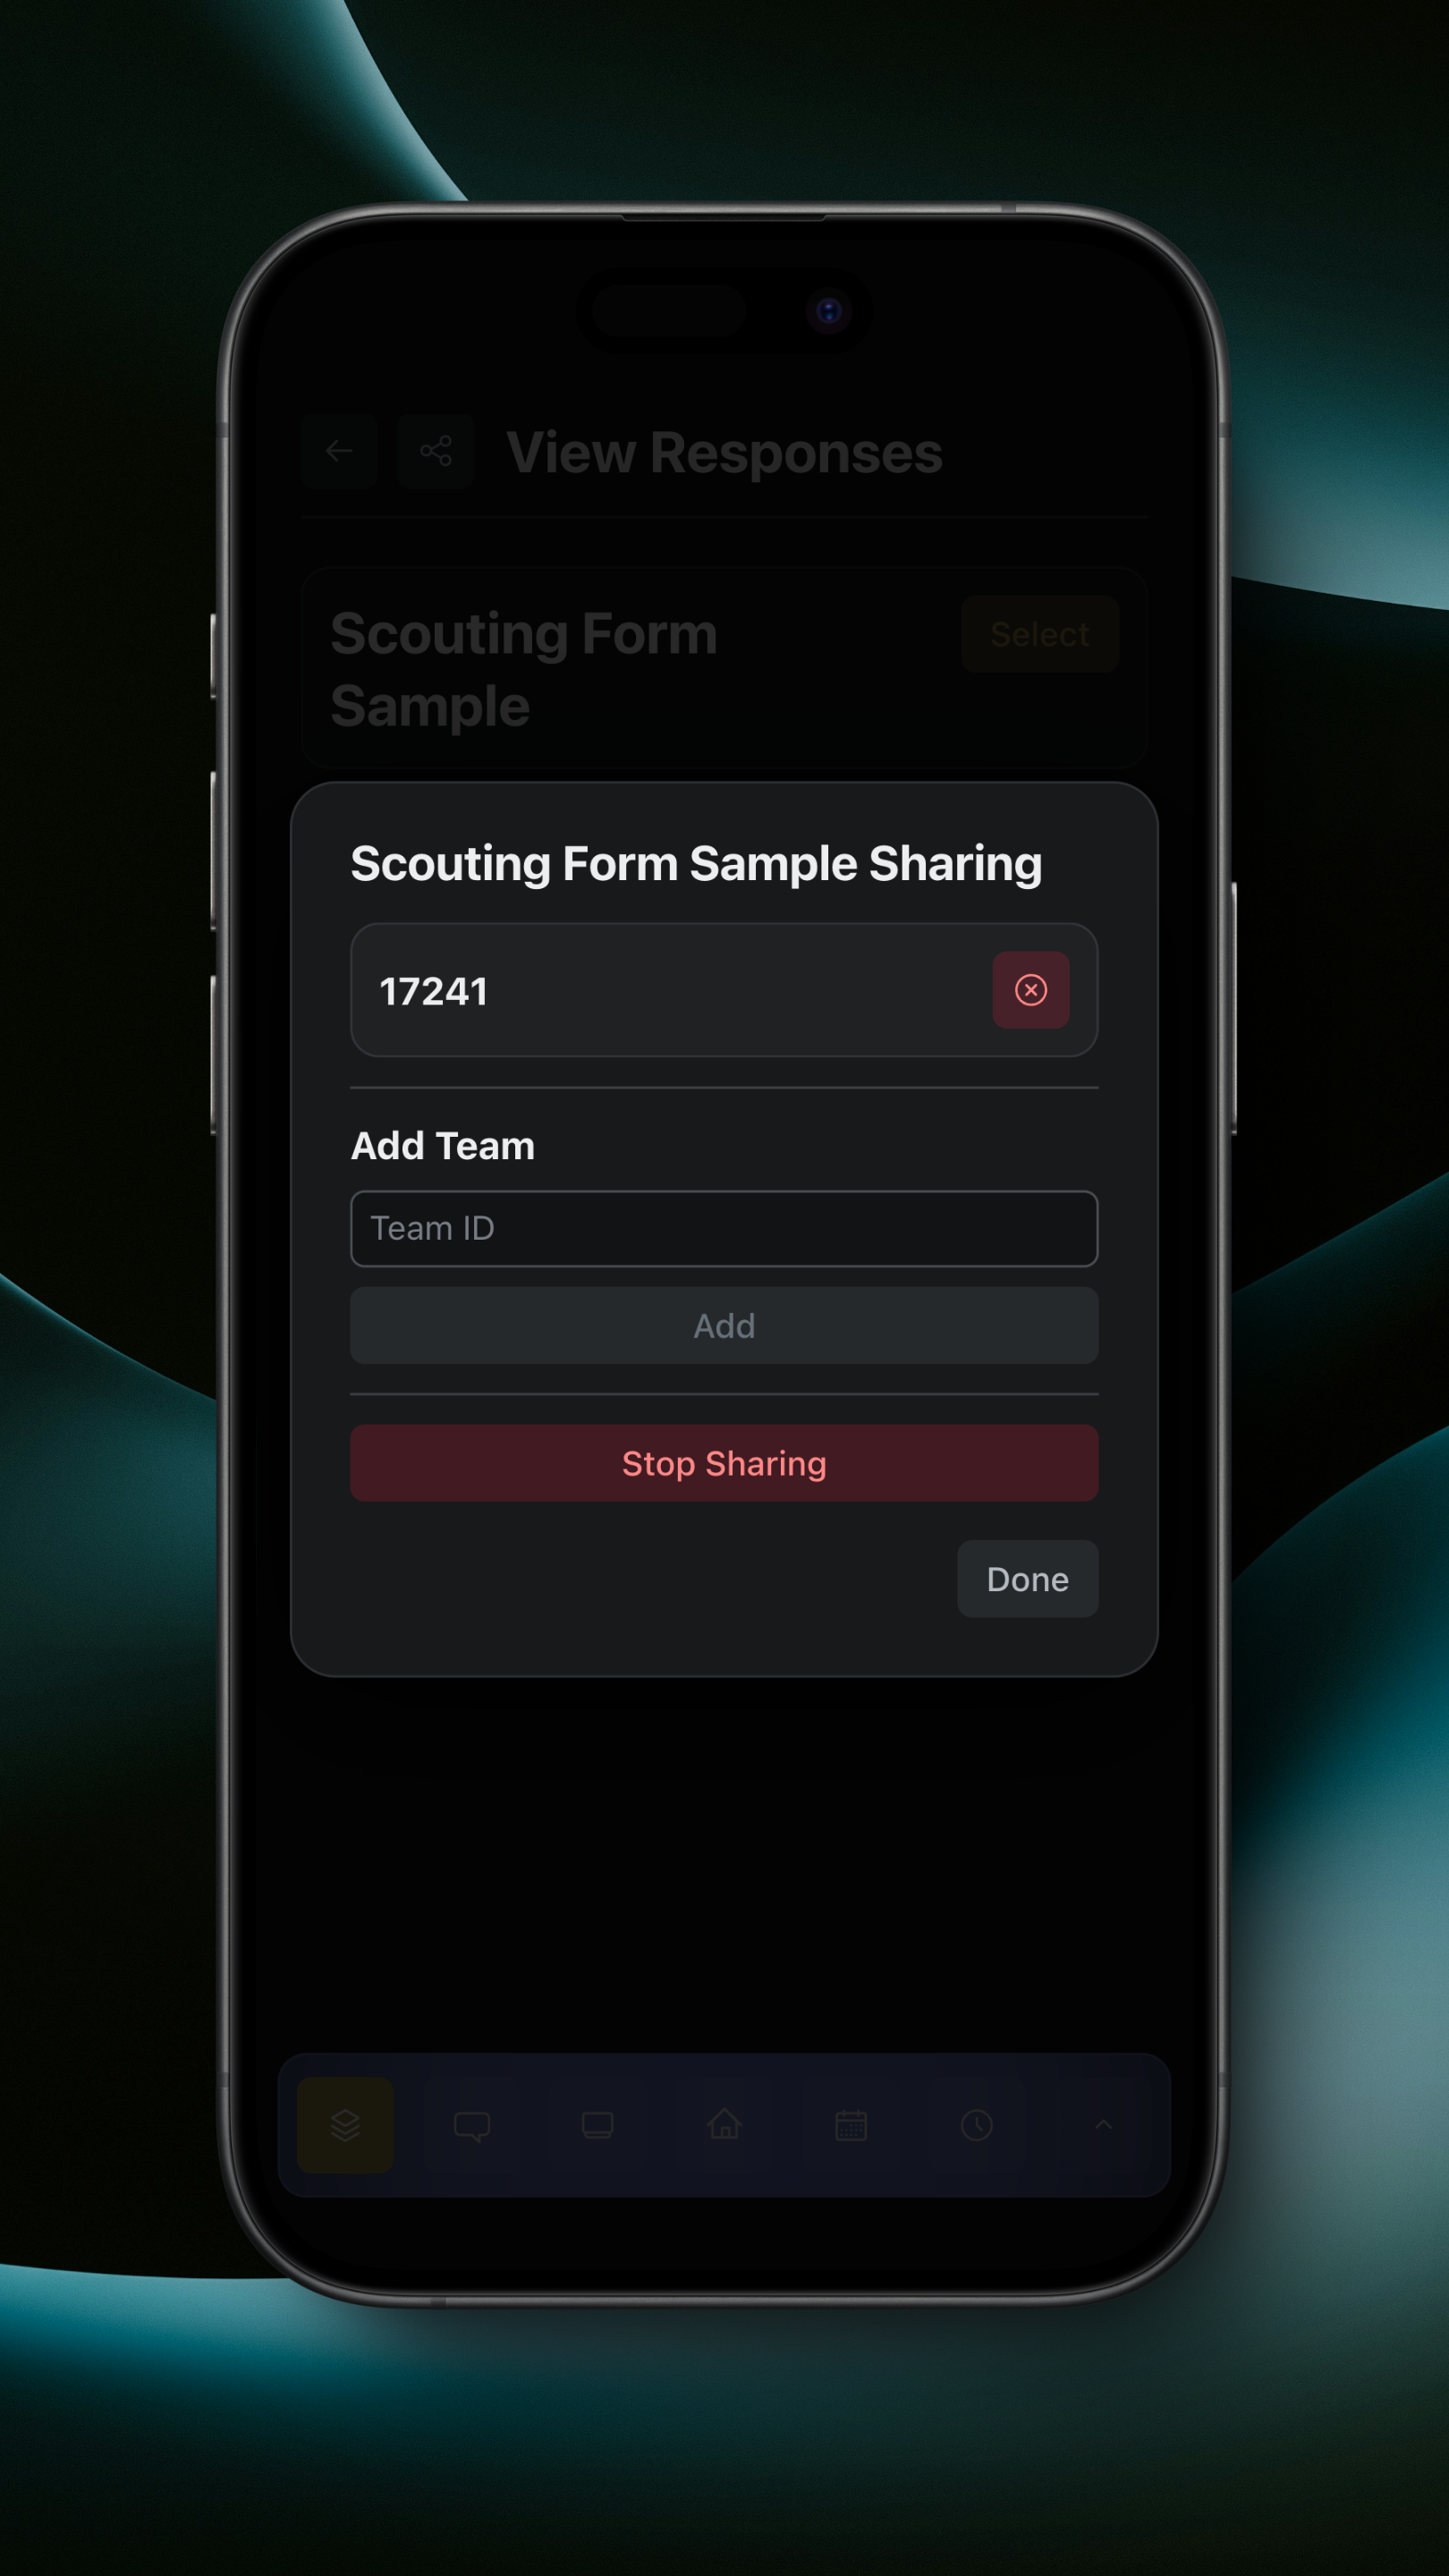 View Responses
Scouting Form
Select
Sample
Scouting Form Sample Sharing
17241
Add Team
Team ID
Add
Stop Sharing
Done